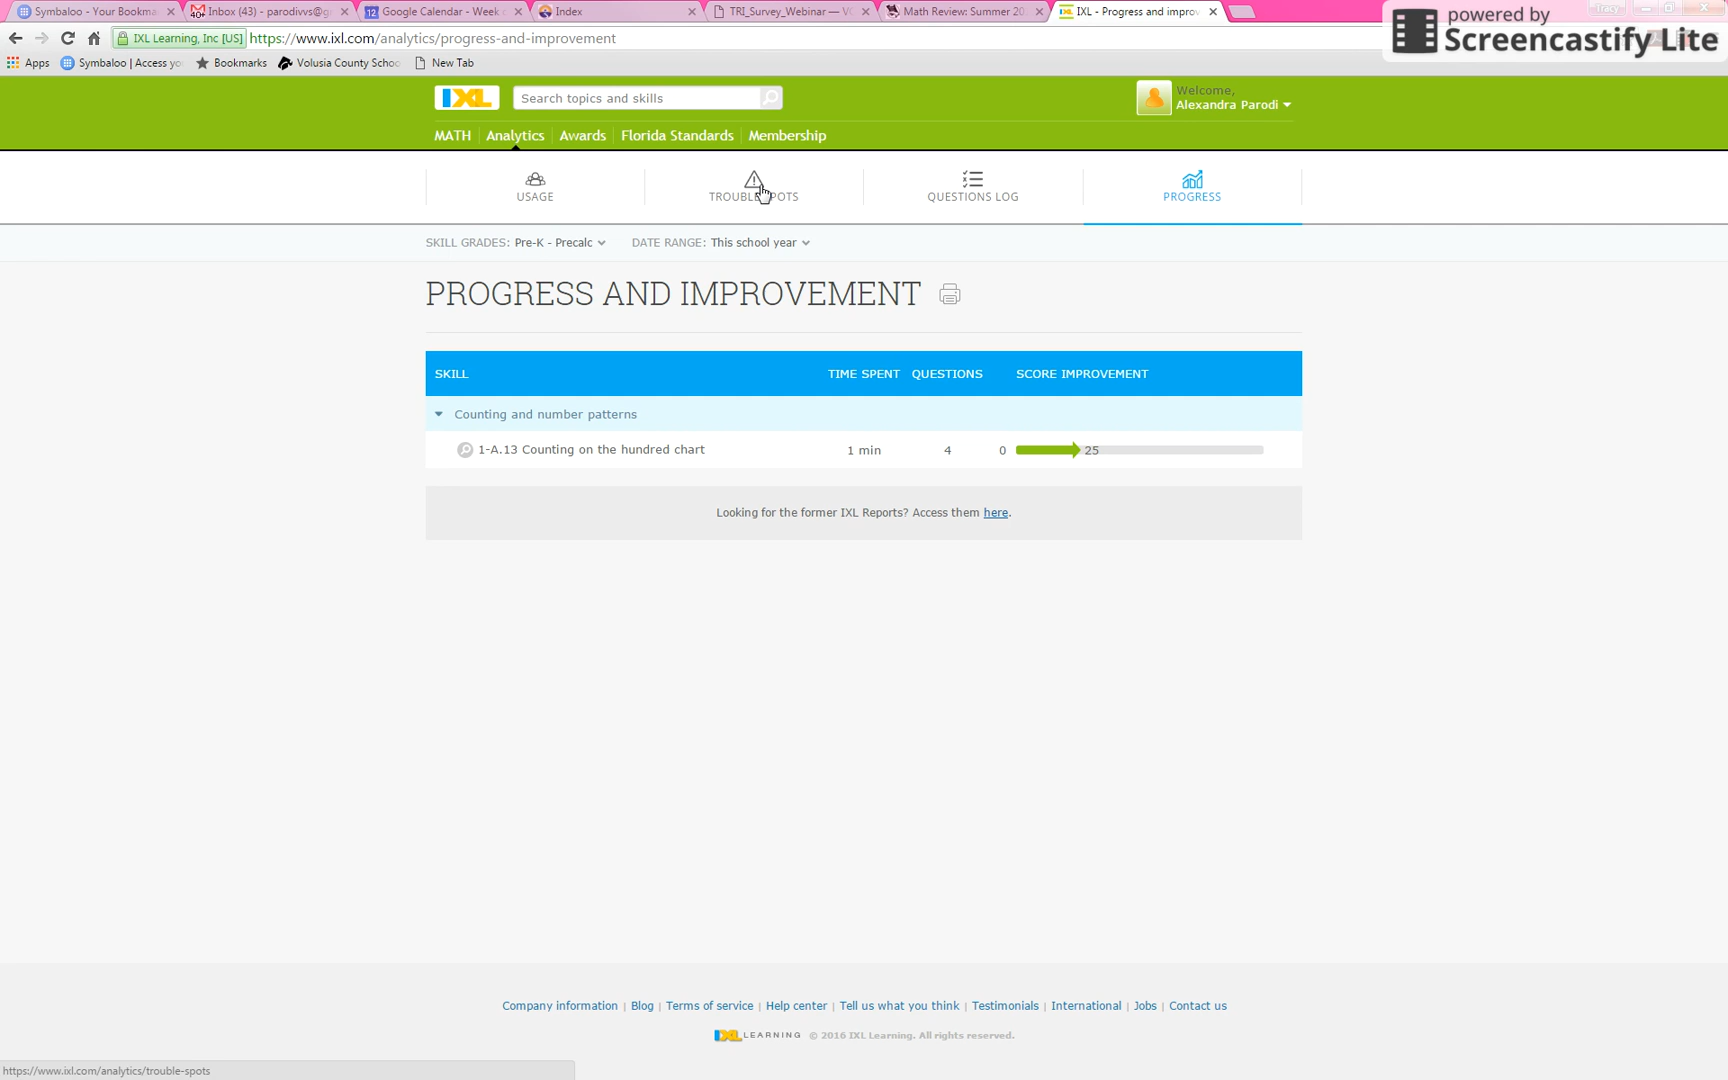 Symbaloo - Your Bookma
Inbox (43) - parodivvs@g
Google Calendar - Week
Index
TRI_Survey_Webinar — V
Math Review: Summer 20
IXL - Progress and improv
Tracy
IXL Learning, Inc [US] https://www.ixl.com/analytics/progress-and-improvement
powered by
Screencastify Lite
Apps
Symbaloo | Access yo
Bookmarks
Volusia County Schoo
New Tab
IXL
Search topics and skills
Welcome,
Alexandra Parodi
MATH
Analytics
Awards
Florida Standards
Membership
USAGE
TROUBLE SPOTS
QUESTIONS LOG
PROGRESS
SKILL GRADES: Pre-K - Precalc
DATE RANGE: This school year
PROGRESS AND IMPROVEMENT
SKILL TIME SPENT QUESTIONS SCORE IMPROVEMENT
Counting and number patterns
1-A.13 Counting on the hundred chart 1 min 4 0 25
Looking for the former IXL Reports? Access them here.
Company information | Blog | Terms of service | Help center | Tell us what you think | Testimonials | International | Jobs | Contact us
IXL LEARNING © 2016 IXL Learning. All rights reserved.
https://www.ixl.com/analytics/trouble-spots